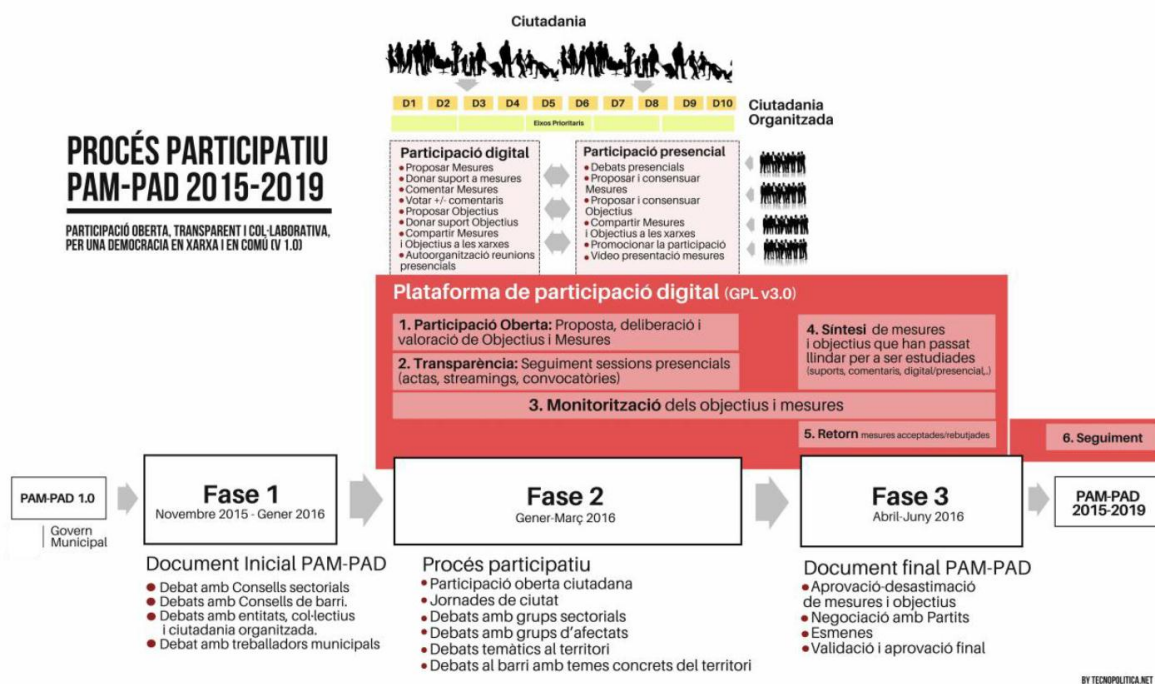 Ciutadania
D1 D2 D3 D4 D5 D6 D7 D8 D9 D10
Eixos Prioritaris
Ciutadania
Organitzada
PROCÉS PARTICIPATIU
PAM-PAD 2015-2019
PARTICIPACIÓ OBERTA, TRANSPARENT I COL·LABORATIVA,
PER UNA DEMOCRACIA EN XARXA I EN COMÚ (V 1.0)
Participació digital
• Proposar Mesures
• Donar suport a mesures
• Comentar Mesures
• Votar +/- comentaris
• Proposar Objectius
• Donar suport Objectius
• Compartir Mesures
i Objectius a les xarxes
• Autoorganització reunions
presencials
Participació presencial
• Debats presencials
• Proposar i consensuar
Mesures
• Proposar i consensuar
Objectius
• Compartir Mesures
i Objectius a les xarxes
• Promocionar la participació
• Vídeo presentació mesures
Plataforma de participació digital (GPL v3.0)
1. Participació Oberta: Proposta, deliberació i
valoració de Objectius i Mesures
2. Transparència: Seguiment sessions presencials
(actas, streamings, convocatòries)
3. Monitorització dels objectius i mesures
4. Síntesi de mesures
i objectius que han passat
llindar per a ser estudiades
(suports, comentaris, digital/presencial,..)
5. Retorn mesures acceptades/rebutjades
6. Seguiment
PAM-PAD 1.0
Govern
Municipal
Fase 1
Novembre 2015 - Gener 2016
Fase 2
Gener-Març 2016
Fase 3
Abril-Juny 2016
PAM-PAD
2015-2019
Document Inicial PAM-PAD
• Debat amb Consells sectorials
• Debats amb Consells de barri.
• Debats amb entitats, col·lectius
i ciutadania organitzada.
• Debat amb treballadors municipals
Procés participatiu
• Participació oberta ciutadana
• Jornades de ciutat
• Debats amb grups sectorials
• Debats amb grups d'afectats
• Debats temàtics al territori
• Debats al barri amb temes concrets del territori
Document final PAM-PAD
• Aprovació-desastimació
de mesures i objectius
• Negociació amb Partits
• Esmenes
• Validació i aprovació final
BY TECNOPOLITICA.NET